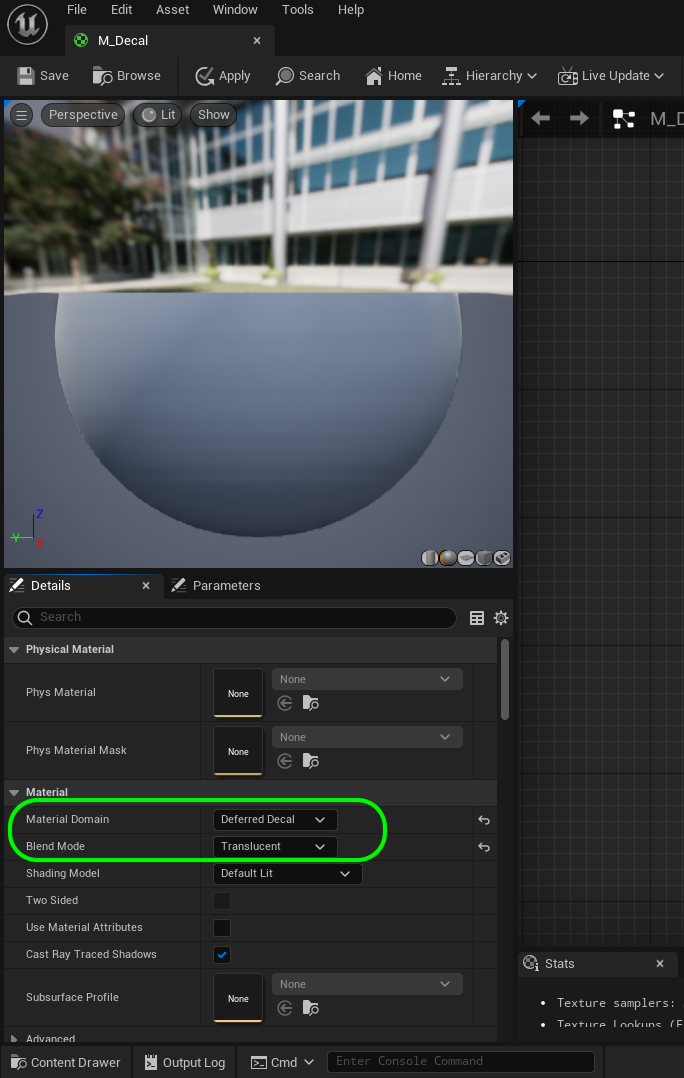 File Edit Asset Window Tools Help
M_Decal
Save Browse Apply Search Home Hierarchy Live Update
Perspective Lit Show
M_D
Z
Y
X
Details Parameters
Search
Physical Material
Phys Material None None
Phys Material Mask None None
Material
Material Domain Deferred Decal
Blend Mode Translucent
Shading Model Default Lit
Two Sided
Use Material Attributes
Cast Ray Traced Shadows
Subsurface Profile None None
Advanced
Stats
• Texture samplers:
• Texture Lookups (E
Content Drawer Output Log Cmd Enter Console Command